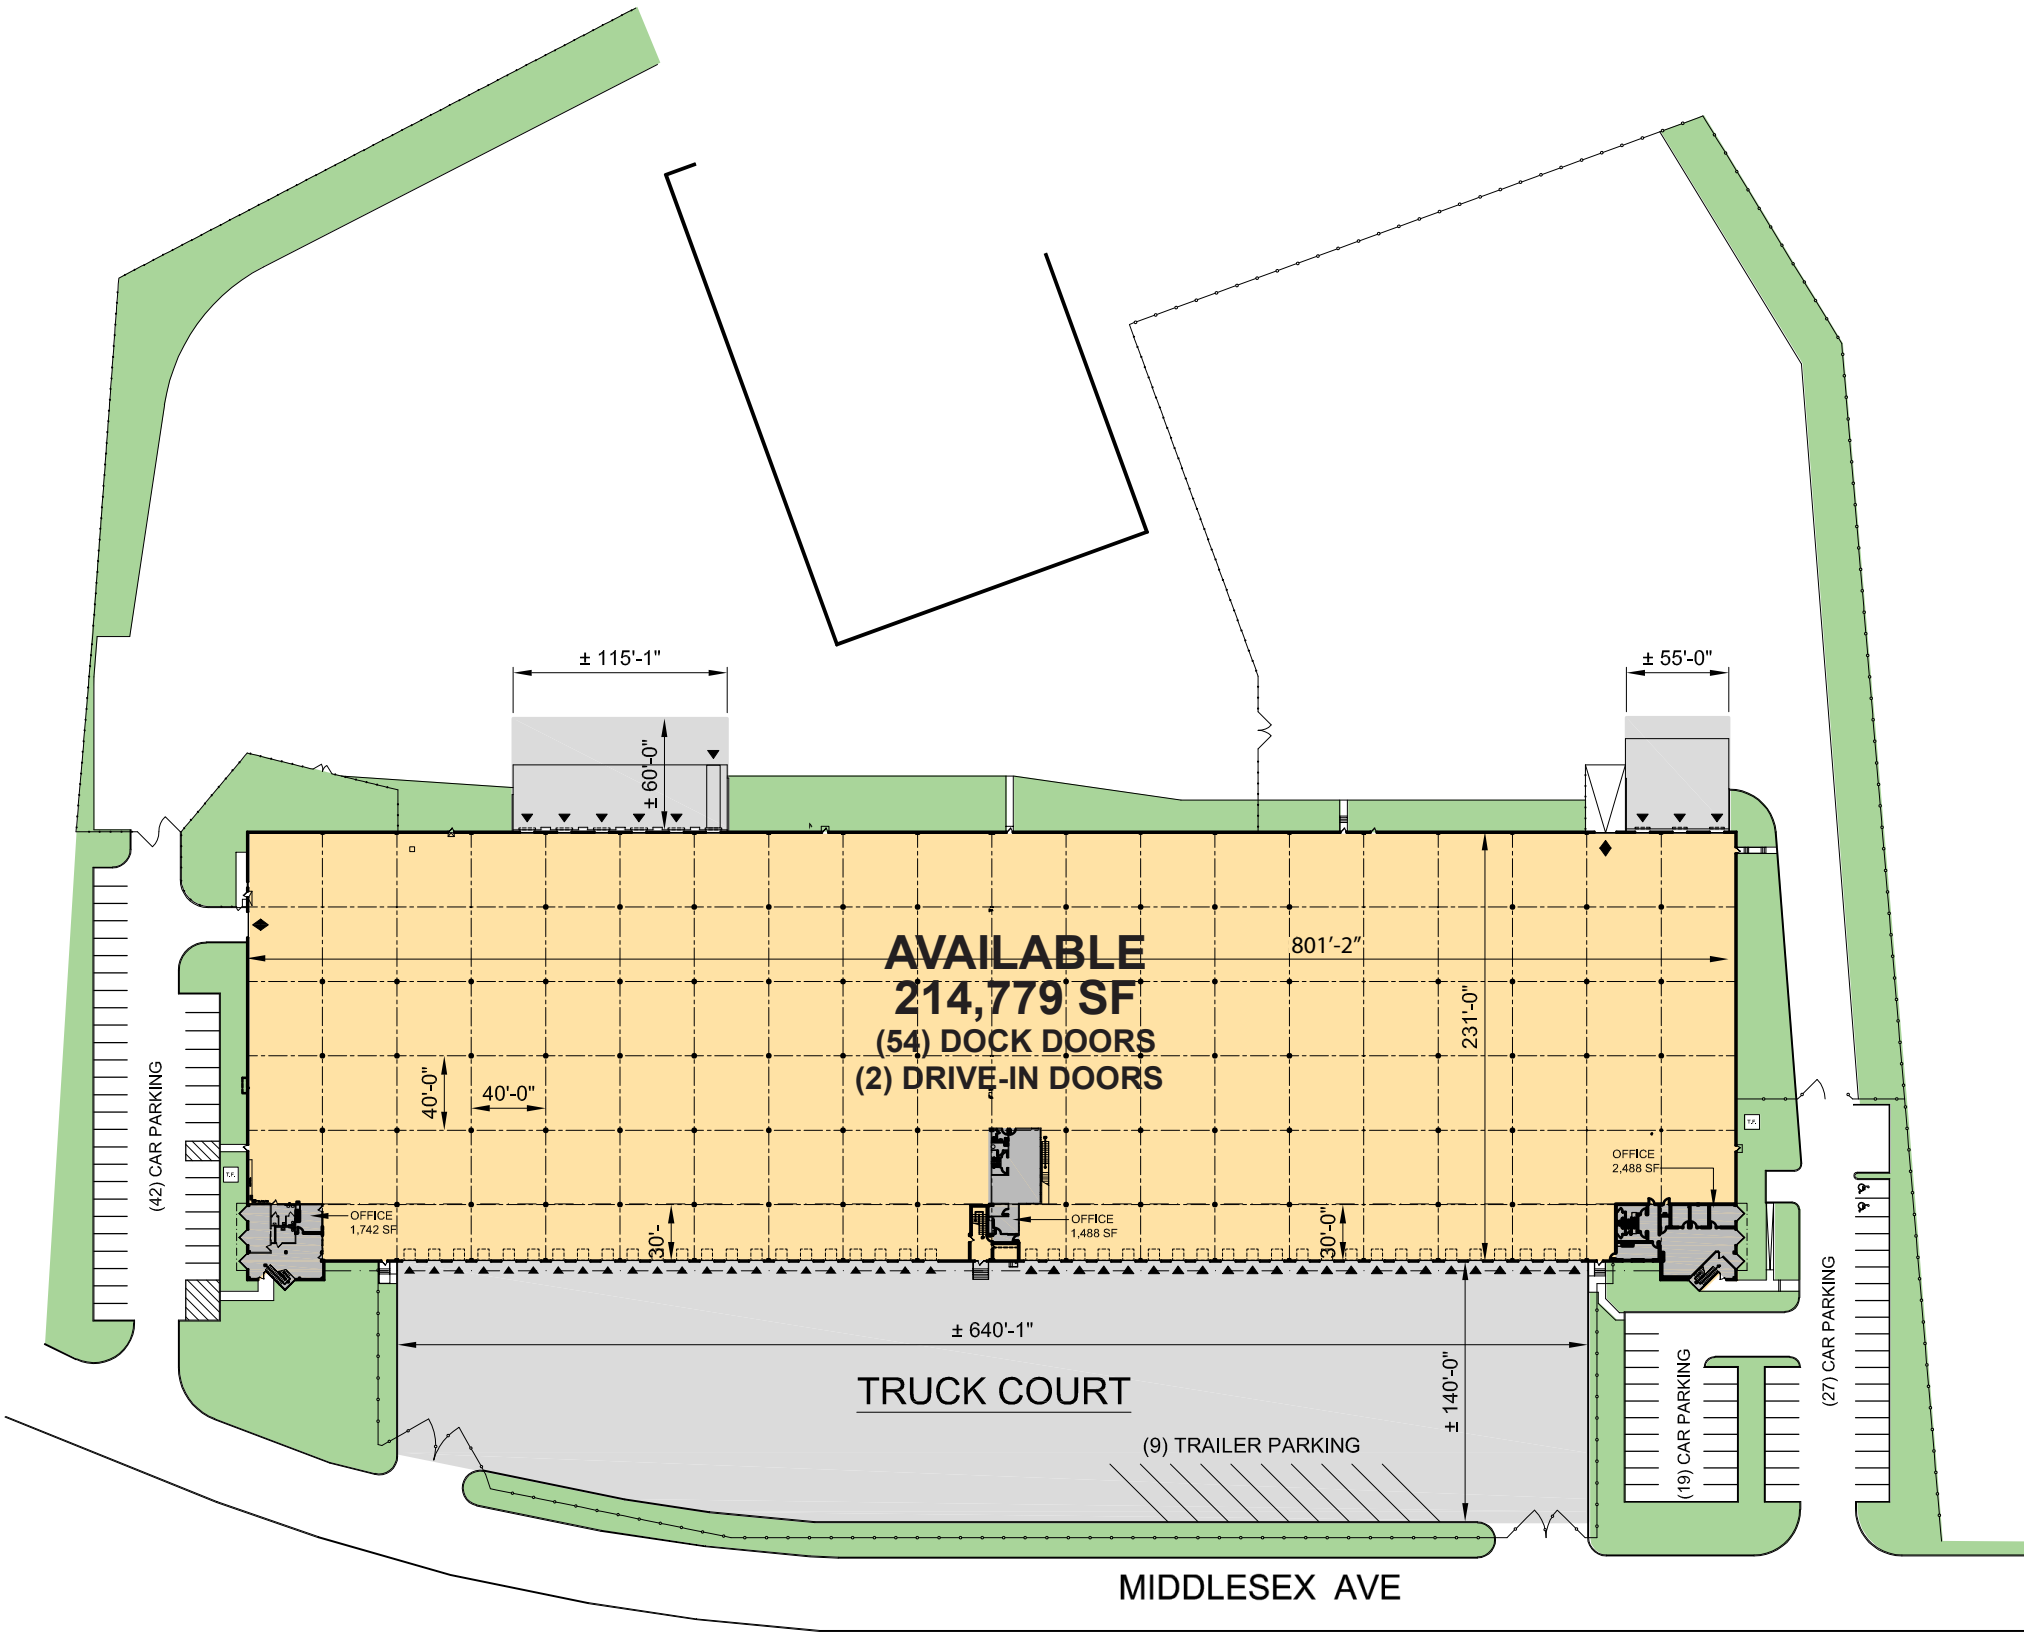 ± 115'-1"
± 55'-0"
± 60'-0"
AVAILABLE
214,779 SF
(54) DOCK DOORS
(2) DRIVE-IN DOORS
801'-2"
231'-0"
40'-0"
40'-0"
(42) CAR PARKING
T.F.
T.F.
OFFICE
2,488 SF
OFFICE
1,742 SF
OFFICE
1,488 SF
30'-
30'-0"
± 640'-1"
TRUCK COURT
± 140'-0"
(9) TRAILER PARKING
(19) CAR PARKING
(27) CAR PARKING
MIDDLESEX AVE